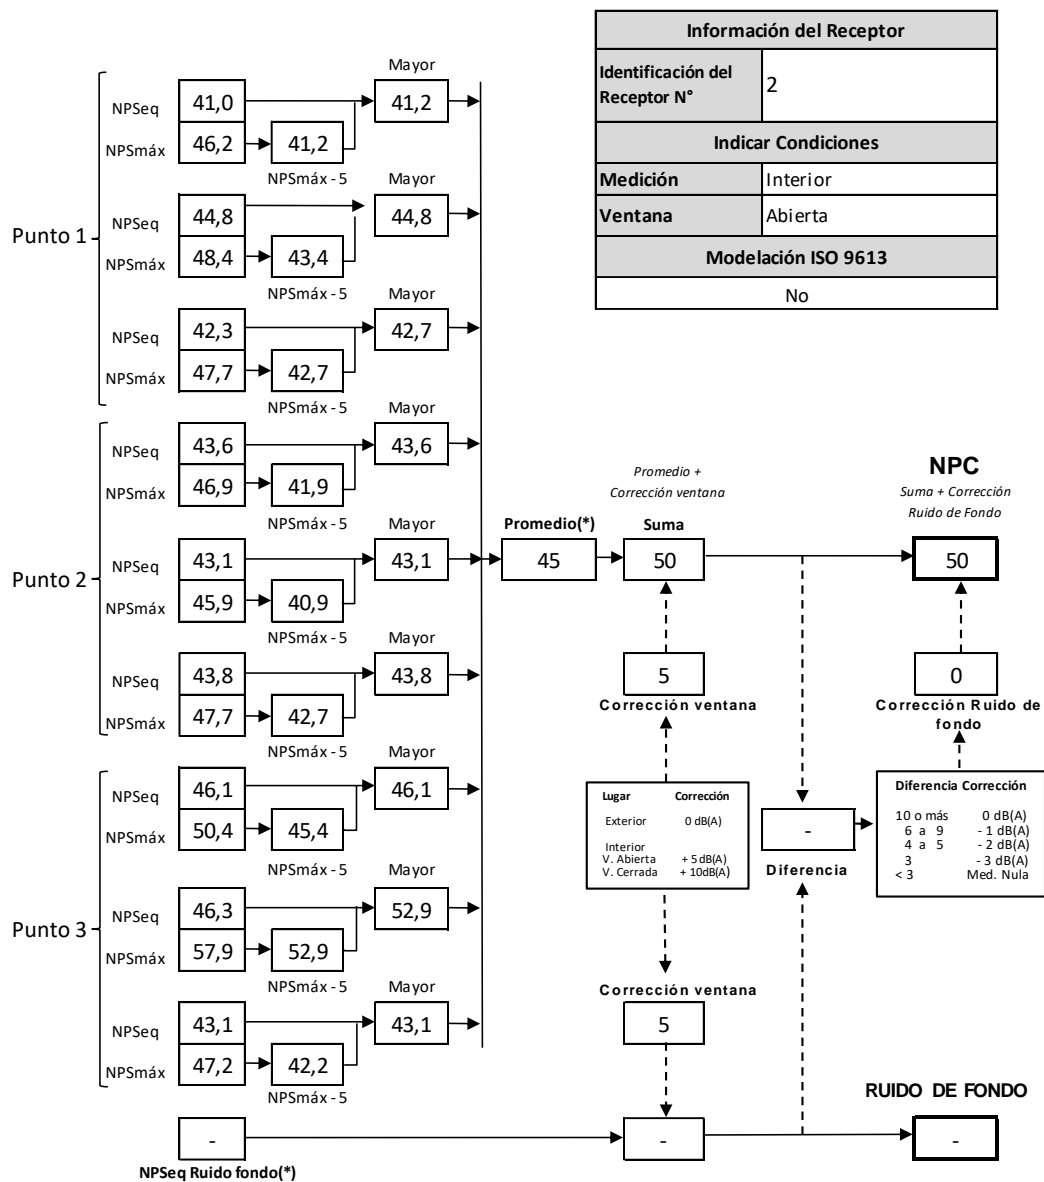 Información del Receptor
Identificación del Receptor N°
2
Indicar Condiciones
Medición
Interior
Ventana
Abierta
Modelación ISO 9613
No
Punto 1
Mayor
NPSeq
41,0
41,2
NPSmáx
46,2
41,2
NPSmáx - 5
Mayor
NPSeq
44,8
44,8
NPSmáx
48,4
43,4
NPSmáx - 5
Mayor
NPSeq
42,3
42,7
NPSmáx
47,7
42,7
NPSmáx - 5
Punto 2
Mayor
NPSeq
43,6
43,6
NPSmáx
46,9
41,9
NPSmáx - 5
Mayor
NPSeq
43,1
43,1
NPSmáx
45,9
40,9
NPSmáx - 5
Mayor
NPSeq
43,8
43,8
NPSmáx
47,7
42,7
NPSmáx - 5
Punto 3
Mayor
NPSeq
46,1
46,1
NPSmáx
50,4
45,4
NPSmáx - 5
Mayor
NPSeq
46,3
52,9
NPSmáx
57,9
52,9
NPSmáx - 5
Mayor
NPSeq
43,1
43,1
NPSmáx
47,2
42,2
NPSmáx - 5
-
NPSeq Ruido fondo(*)
Promedio(*)
45
Promedio +
Corrección ventana
Suma
50
5
Corrección ventana
Lugar Corrección
Exterior 0 dB(A)
Interior
V. Abierta + 5 dB(A)
V. Cerrada + 10dB(A)
Corrección ventana
5
-
-
Diferencia
NPC
Suma + Corrección
Ruido de Fondo
50
0
Corrección Ruido de
fondo
Diferencia Corrección
10 o más 0 dB(A)
6 a 9 - 1 dB(A)
4 a 5 - 2 dB(A)
3 - 3 dB(A)
< 3 Med. Nula
RUIDO DE FONDO
-